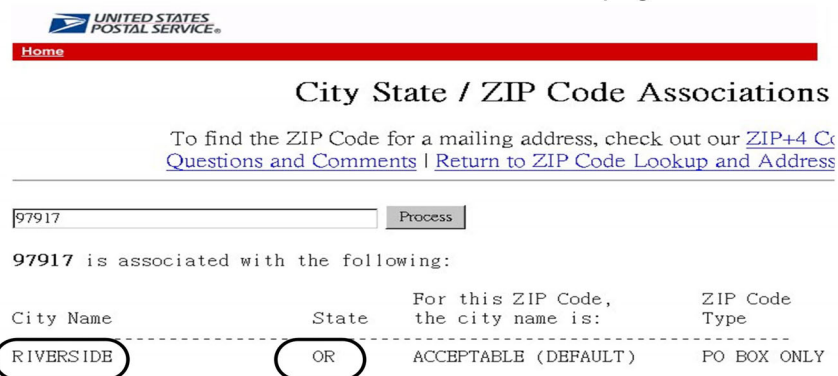 UNITED STATES
POSTAL SERVICE®
Home
City State / ZIP Code Associations
To find the ZIP Code for a mailing address, check out our ZIP+4
Questions and Comments | Return to ZIP Code Lookup and Address
97917 Process
97917 is associated with the following:
For this ZIP Code, ZIP Code
City Name State the city name is: Type
RIVERSIDE OR ACCEPTABLE (DEFAULT) PO BOX ONLY